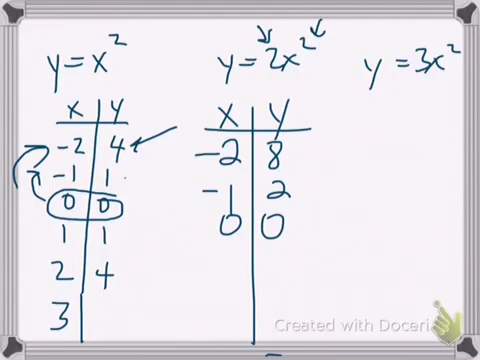 y = x²
y = 2x²
y = 3x²
x y
-2 4
-1 1
0 0
1 1
2 4
3
x y
-2 8
-1 2
0 0
Created with Doceri